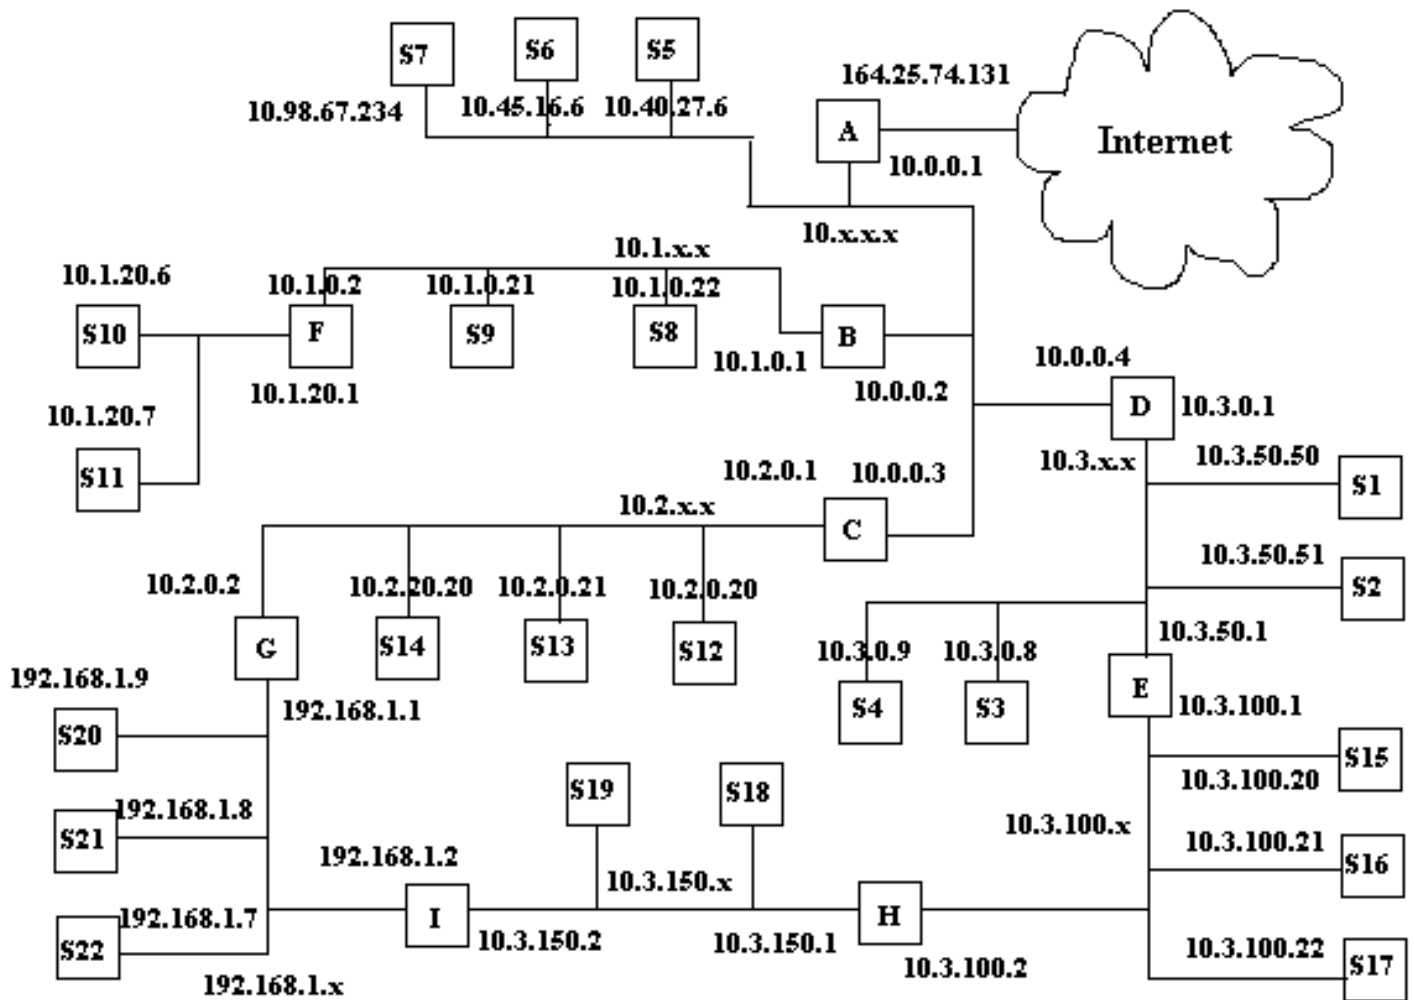 S7
S6
S5
164.25.74.131
10.98.67.234
10.45.16.6
10.40.27.6
A
Internet
10.0.0.1
10.x.x.x
10.1.x.x
10.1.20.6
10.1.0.2
10.1.0.21
10.1.0.22
S10
F
S9
S8
B
10.1.0.1
10.0.0.4
10.1.20.1
10.0.0.2
D
10.3.0.1
10.1.20.7
S11
10.2.0.1
10.0.0.3
10.3.x.x
10.3.50.50
S1
10.2.x.x
C
10.3.50.51
S2
10.2.0.2
10.2.20.20
10.2.0.21
10.2.0.20
G
S14
S13
S12
10.3.0.9
10.3.0.8
10.3.50.1
192.168.1.9
192.168.1.1
S4
S3
E
10.3.100.1
S20
S15
10.3.100.20
S19
S18
192.168.1.8
S21
10.3.100.x
10.3.100.21
S16
192.168.1.2
10.3.150.x
192.168.1.7
I
H
S22
10.3.150.2
10.3.150.1
10.3.100.2
10.3.100.22
S17
192.168.1.x